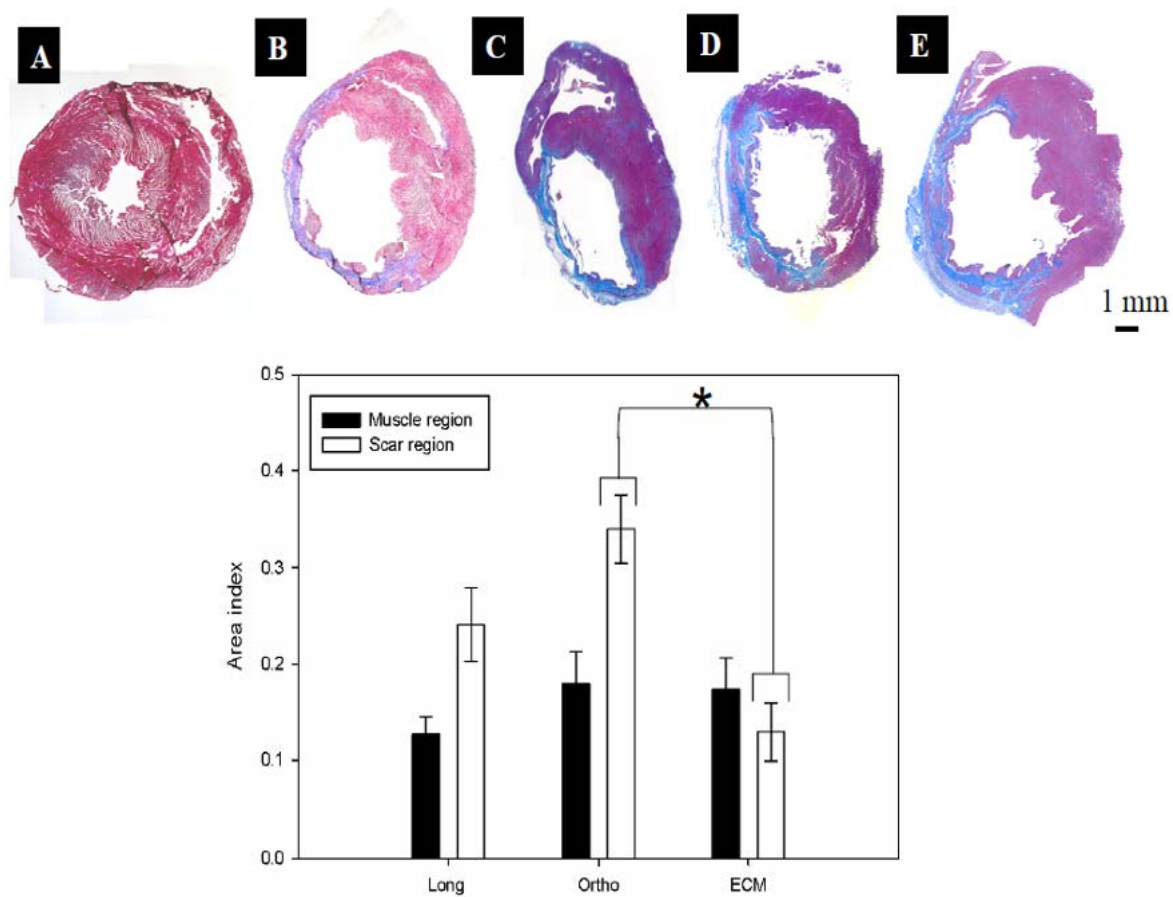 A B C D E
1 mm
0.5
0.4
0.3
0.2
0.1
0.0
Area index
Muscle region
Scar region
*
Long Ortho ECM